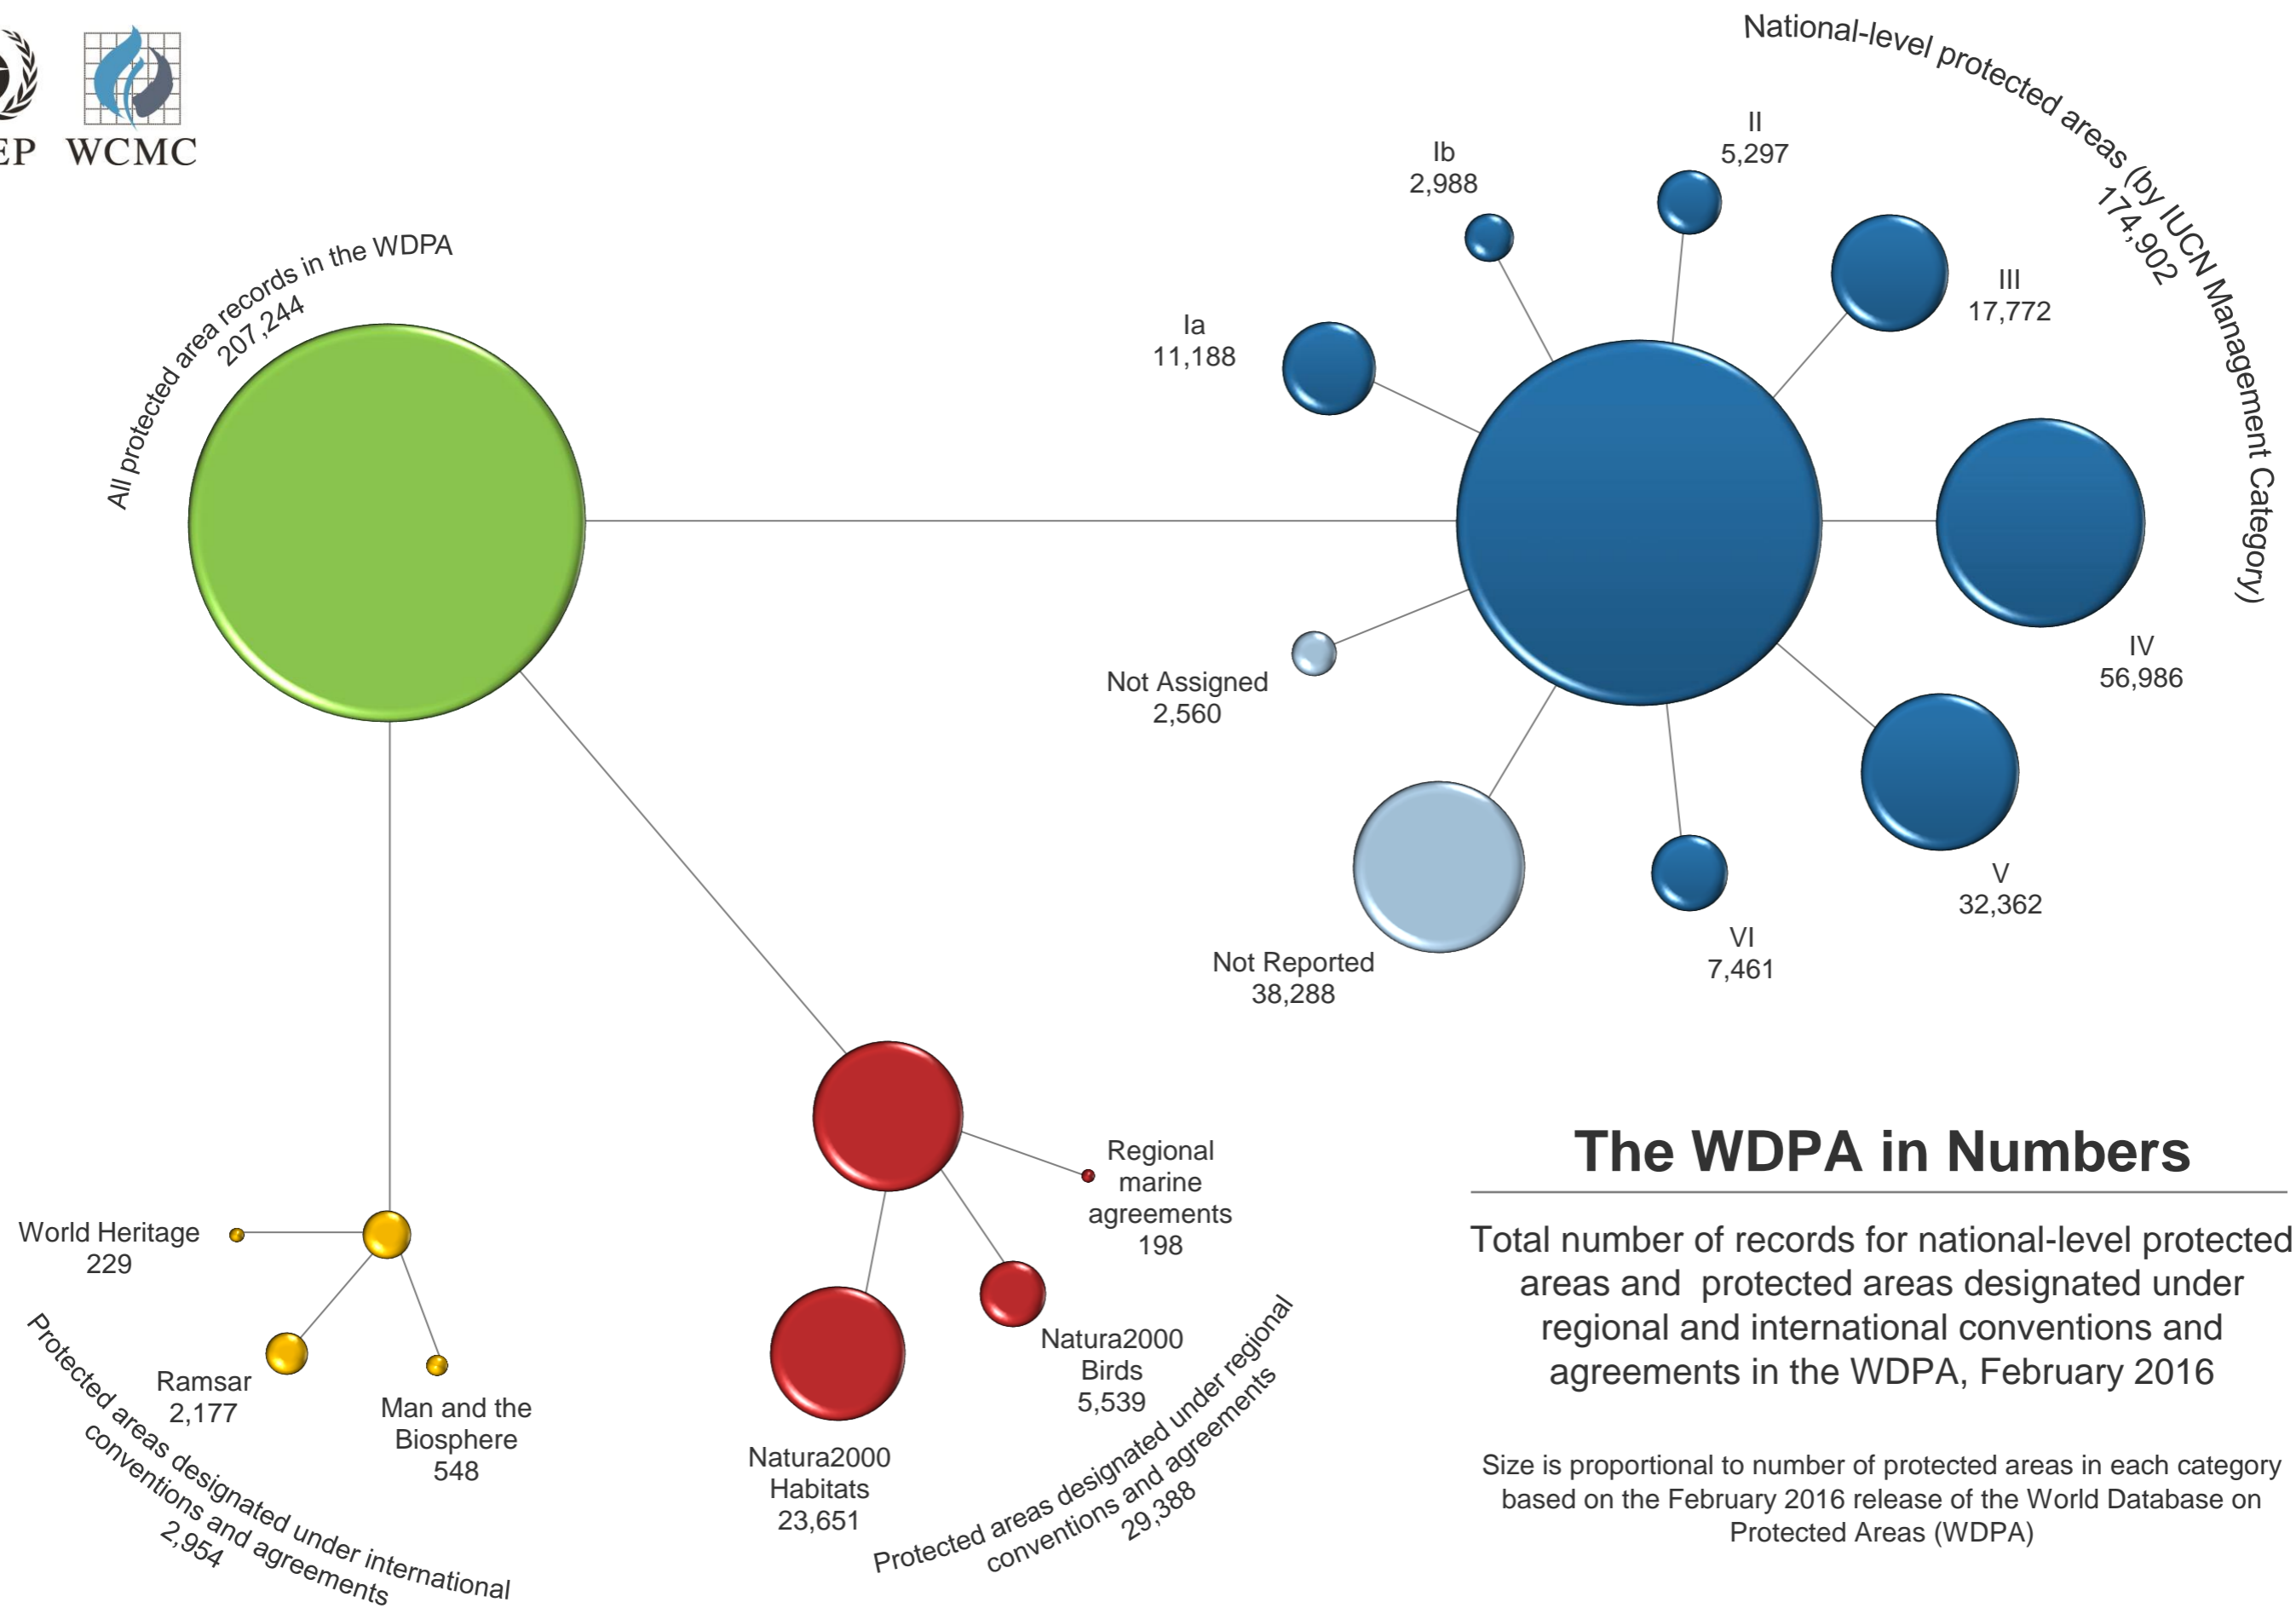 EP
WCMC
All protected area records in the WDPA
207,244
National-level protected areas (by IUCN Management Category)
174,902
Ia
11,188
Ib
2,988
II
5,297
III
17,772
IV
56,986
V
32,362
VI
7,461
Not Reported
38,288
Not Assigned
2,560
World Heritage
229
Ramsar
2,177
Man and the
Biosphere
548
Protected areas designated under international
conventions and agreements
2,954
Regional
marine
agreements
198
Natura2000
Birds
5,539
Natura2000
Habitats
23,651
Protected areas designated under regional
conventions and agreements
29,388
The WDPA in Numbers
Total number of records for national-level protected
areas and  protected areas designated under
regional and international conventions and
agreements in the WDPA, February 2016
Size is proportional to number of protected areas in each category
based on the February 2016 release of the World Database on
Protected Areas (WDPA)